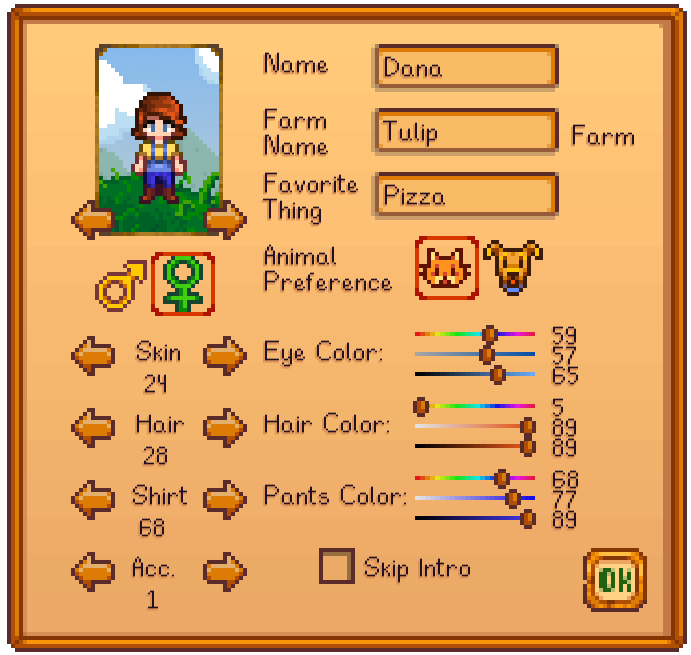 Name
Dana
Farm
Name
Tulip
Farm
Favorite
Thing
Pizza
Animal
Preference
Skin
24
Eye Color:
59
57
65
Hair
28
Hair Color:
5
89
89
Shirt
68
Pants Color:
68
77
89
Acc.
1
Skip Intro
OK